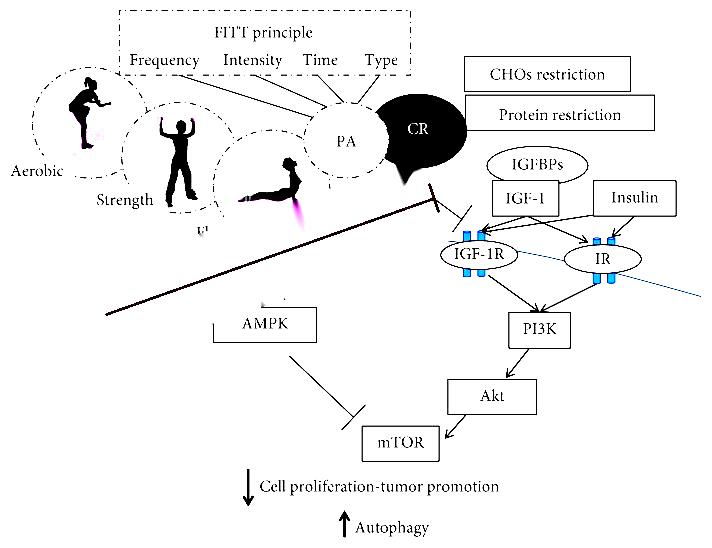 FITT principle
Frequency Intensity Time Type
CHOs restriction
Protein restriction
PA
CR
Aerobic
Strength
IGFBPs
IGF-1
Insulin
IGF-1R
IR
AMPK
PI3K
Akt
mTOR
Cell proliferation-tumor promotion
Autophagy